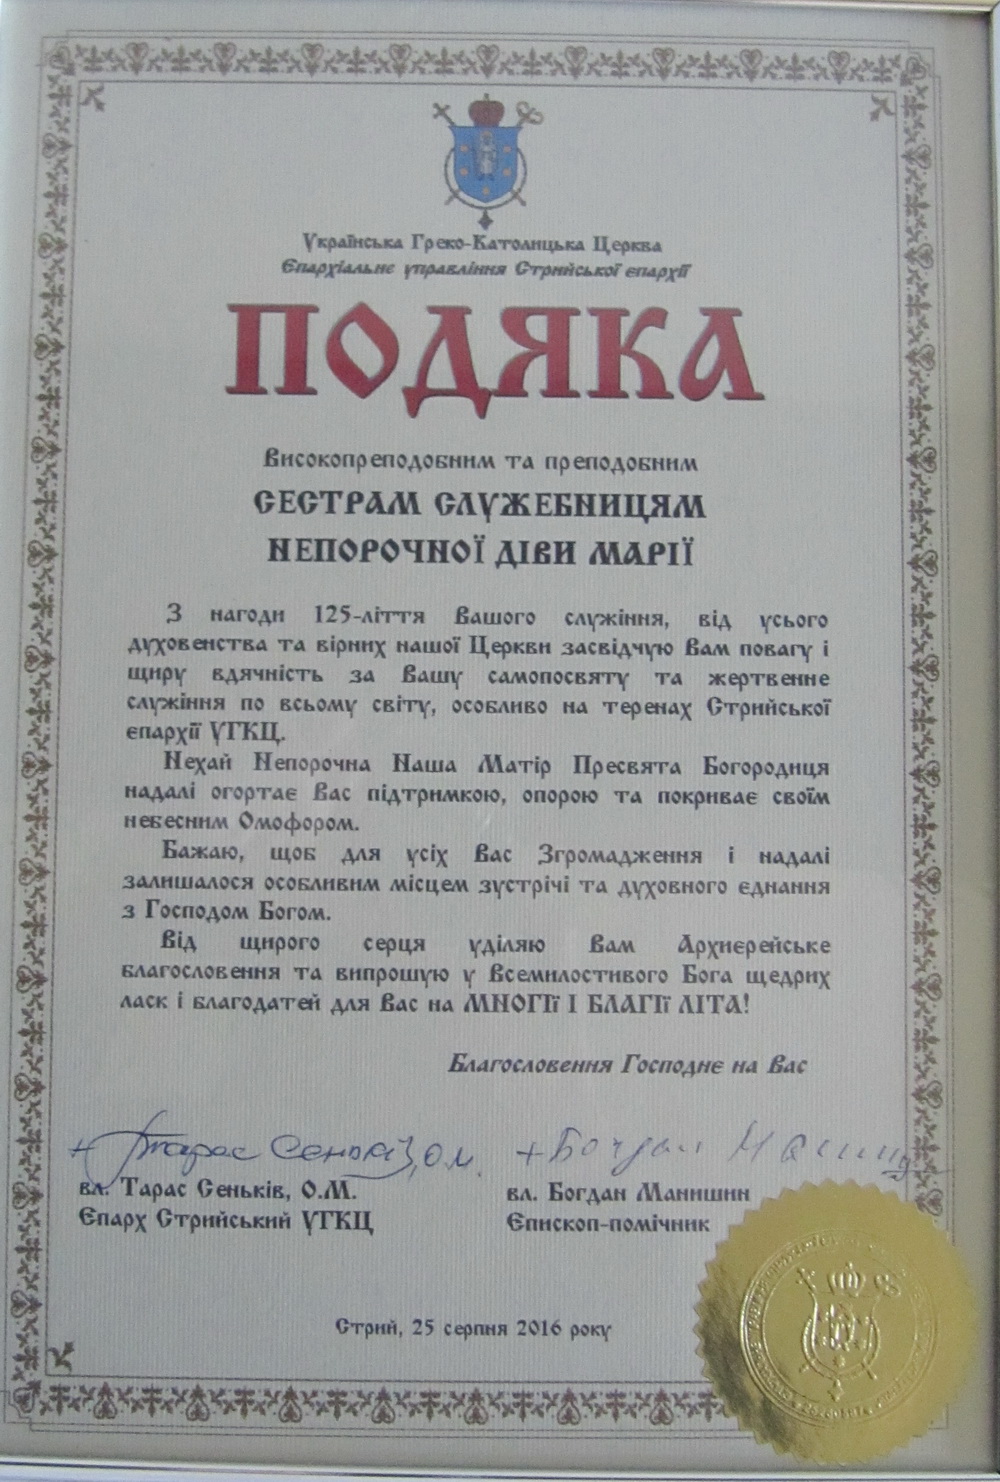 Українська Греко-Католицька Церква
Єпархіальне управління Стрийської єпархії
ПОДЯКА
Високопреподобним та преподобним
СЕСТРАМ СЛУЖЕБНИЦЯМ
НЕПОРОЧНОЇ ДІВИ МАРІЇ
З нагоди 125-ліття Вашого служіння, від усього
духовенства та вірних нашої Церкви засвідчую Вам повагу і
щиру вдячність за Вашу самопосвяту та жертвенне
служіння по всьому світу, особливо на теренах Стрийської
єпархії УГКЦ.
Нехай Непорочна Наша Матір Пресвята Богородиця
надалі огортає Вас підтримкою, опорою та покриває своїм
небесним Омофором.
Бажаю, щоб для усіх Вас Згромадження і надалі
залишалося особливим місцем зустрічі та духовного єднання
з Господом Богом.
Від щирого серця уділяю Вам Архиєрейське
благословення та випрошую у Всемилостивого Бога щедрих
ласк і благодатей для Вас на МНОГІЇ І БЛАГІЇ ЛІТА!
Благословення Господнє на Вас
+ Тарас Сеньків, О.М. + Богдан Манишин
вл. Тарас Сеньків, О.М. вл. Богдан Манишин
Єпарх Стрийський УГКЦ Єпископ-помічник
Стрий, 25 серпня 2016 року